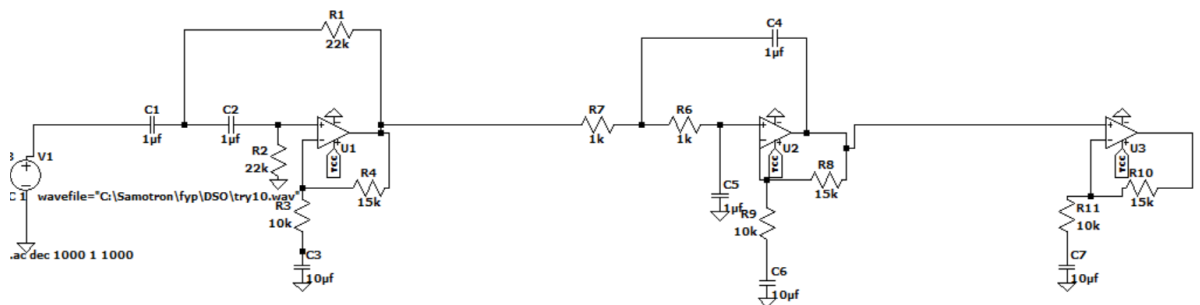 R1
22k
C4
1µf
C1
1µf
C2
1µf
R7
1k
R6
1k
V1
R2
22k
U1
R4
15k
C5
1µf
U2
R8
15k
U3
R10
15k
wavefile="C:\Samotron\fyp\DSO\try10.wav"
R3
10k
R9
10k
R11
10k
.ac dec 1000 1 1000
C3
10µf
C6
10µf
C7
10µf